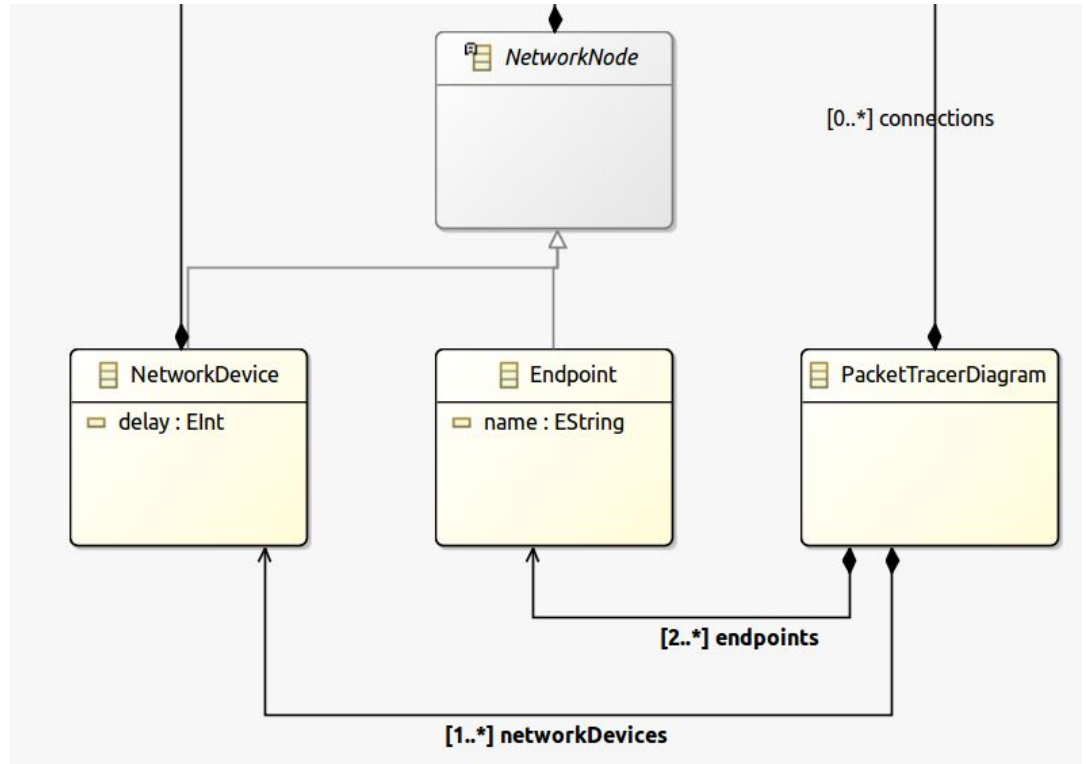 NetworkNode
[0..*] connections
NetworkDevice
delay : EInt
Endpoint
name : EString
PacketTracerDiagram
[2..*] endpoints
[1..*] networkDevices